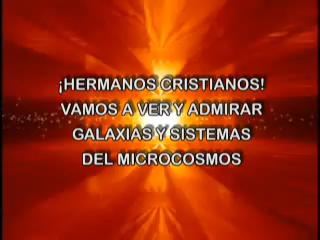 ¡HERMANOS CRISTIANOS!
VAMOS A VER Y ADMIRAR
GALAXIAS Y SISTEMAS
DEL MICROCOSMOS